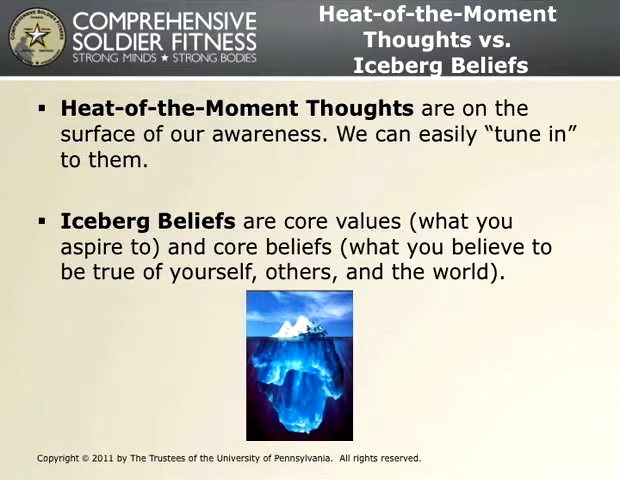 COMPREHENSIVE
SOLDIER FITNESS
STRONG MINDS ★ STRONG BODIES
Heat-of-the-Moment
Thoughts vs.
Iceberg Beliefs
▪ Heat-of-the-Moment Thoughts are on the
surface of our awareness. We can easily “tune in”
to them.
▪ Iceberg Beliefs are core values (what you
aspire to) and core beliefs (what you believe to
be true of yourself, others, and the world).
Copyright © 2011 by The Trustees of the University of Pennsylvania. All rights reserved.